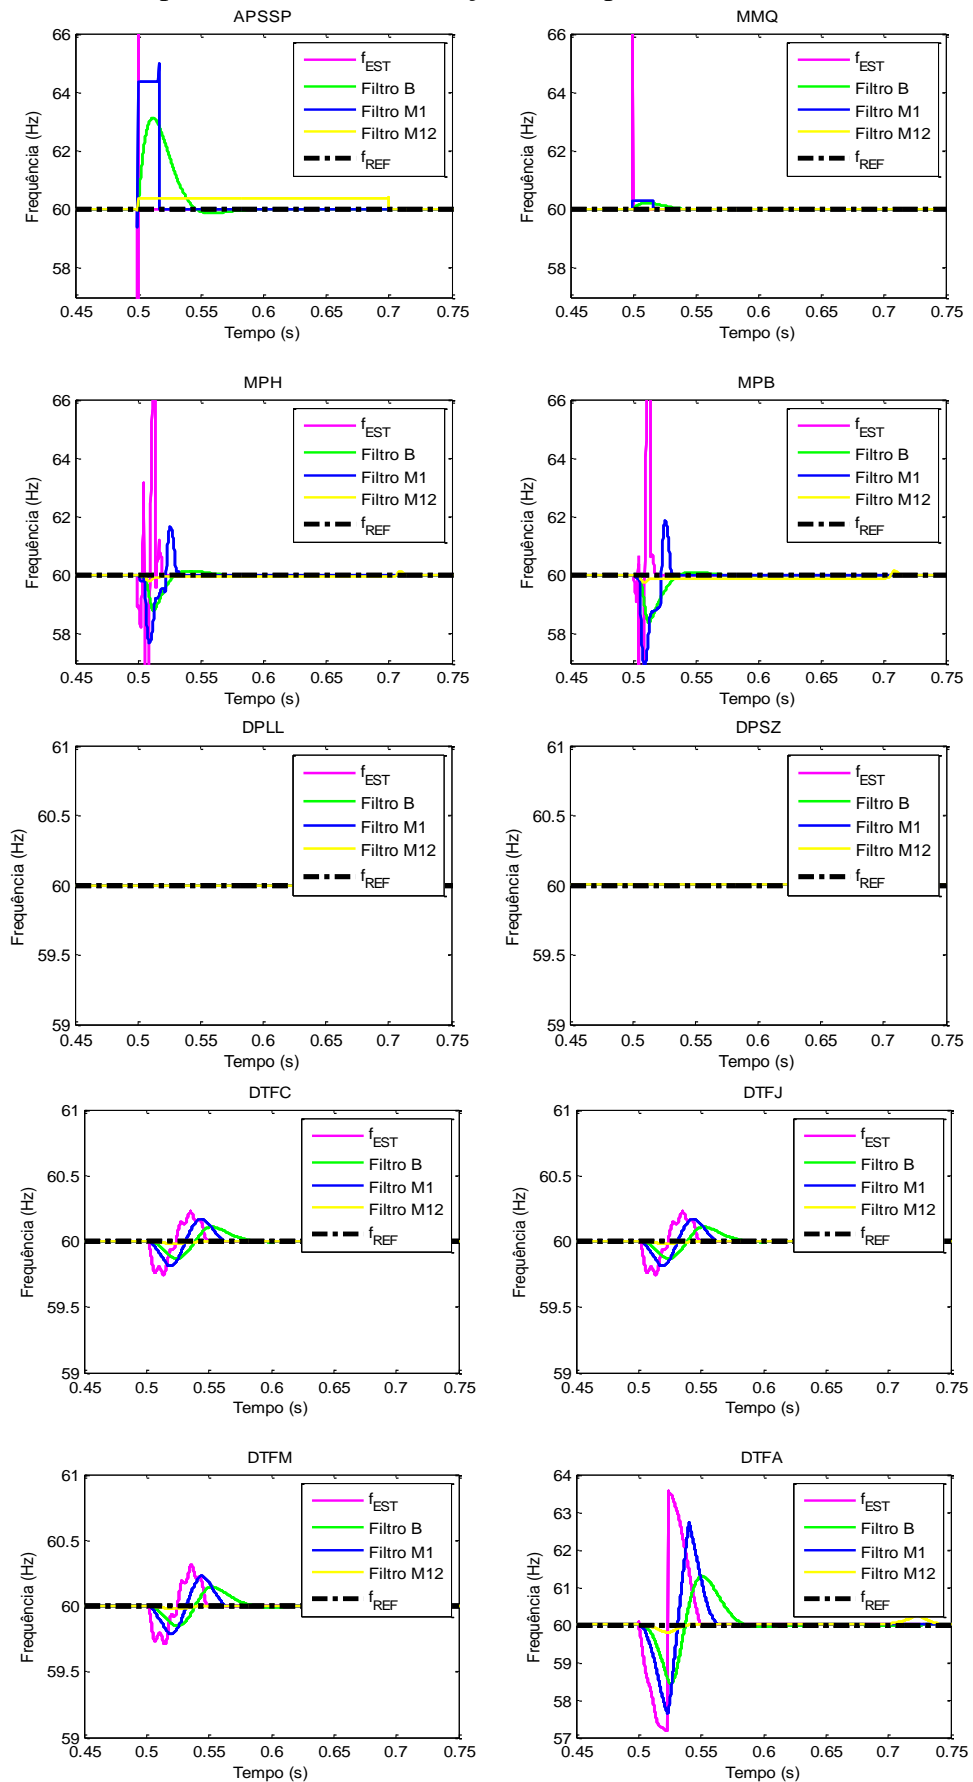 APSSP
66
64
62
60
58
0.45 0.5 0.55 0.6 0.65 0.7 0.75
Frequência (Hz)
Tempo (s)
fEST
Filtro B
Filtro M1
Filtro M12
fREF
MMQ
66
64
62
60
58
0.45 0.5 0.55 0.6 0.65 0.7 0.75
Frequência (Hz)
Tempo (s)
fEST
Filtro B
Filtro M1
Filtro M12
fREF
MPH
66
64
62
60
58
0.45 0.5 0.55 0.6 0.65 0.7 0.75
Frequência (Hz)
Tempo (s)
fEST
Filtro B
Filtro M1
Filtro M12
fREF
MPB
66
64
62
60
58
0.45 0.5 0.55 0.6 0.65 0.7 0.75
Frequência (Hz)
Tempo (s)
fEST
Filtro B
Filtro M1
Filtro M12
fREF
DPLL
61
60.5
60
59.5
59
0.45 0.5 0.55 0.6 0.65 0.7 0.75
Frequência (Hz)
Tempo (s)
fEST
Filtro B
Filtro M1
Filtro M12
fREF
DPSZ
61
60.5
60
59.5
59
0.45 0.5 0.55 0.6 0.65 0.7 0.75
Frequência (Hz)
Tempo (s)
fEST
Filtro B
Filtro M1
Filtro M12
fREF
DTFC
61
60.5
60
59.5
59
0.45 0.5 0.55 0.6 0.65 0.7 0.75
Frequência (Hz)
Tempo (s)
fEST
Filtro B
Filtro M1
Filtro M12
fREF
DTFJ
61
60.5
60
59.5
59
0.45 0.5 0.55 0.6 0.65 0.7 0.75
Frequência (Hz)
Tempo (s)
fEST
Filtro B
Filtro M1
Filtro M12
fREF
DTFM
61
60.5
60
59.5
59
0.45 0.5 0.55 0.6 0.65 0.7 0.75
Frequência (Hz)
Tempo (s)
fEST
Filtro B
Filtro M1
Filtro M12
fREF
DTFA
64
63
62
61
60
59
58
57
0.45 0.5 0.55 0.6 0.65 0.7 0.75
Frequência (Hz)
Tempo (s)
fEST
Filtro B
Filtro M1
Filtro M12
fREF